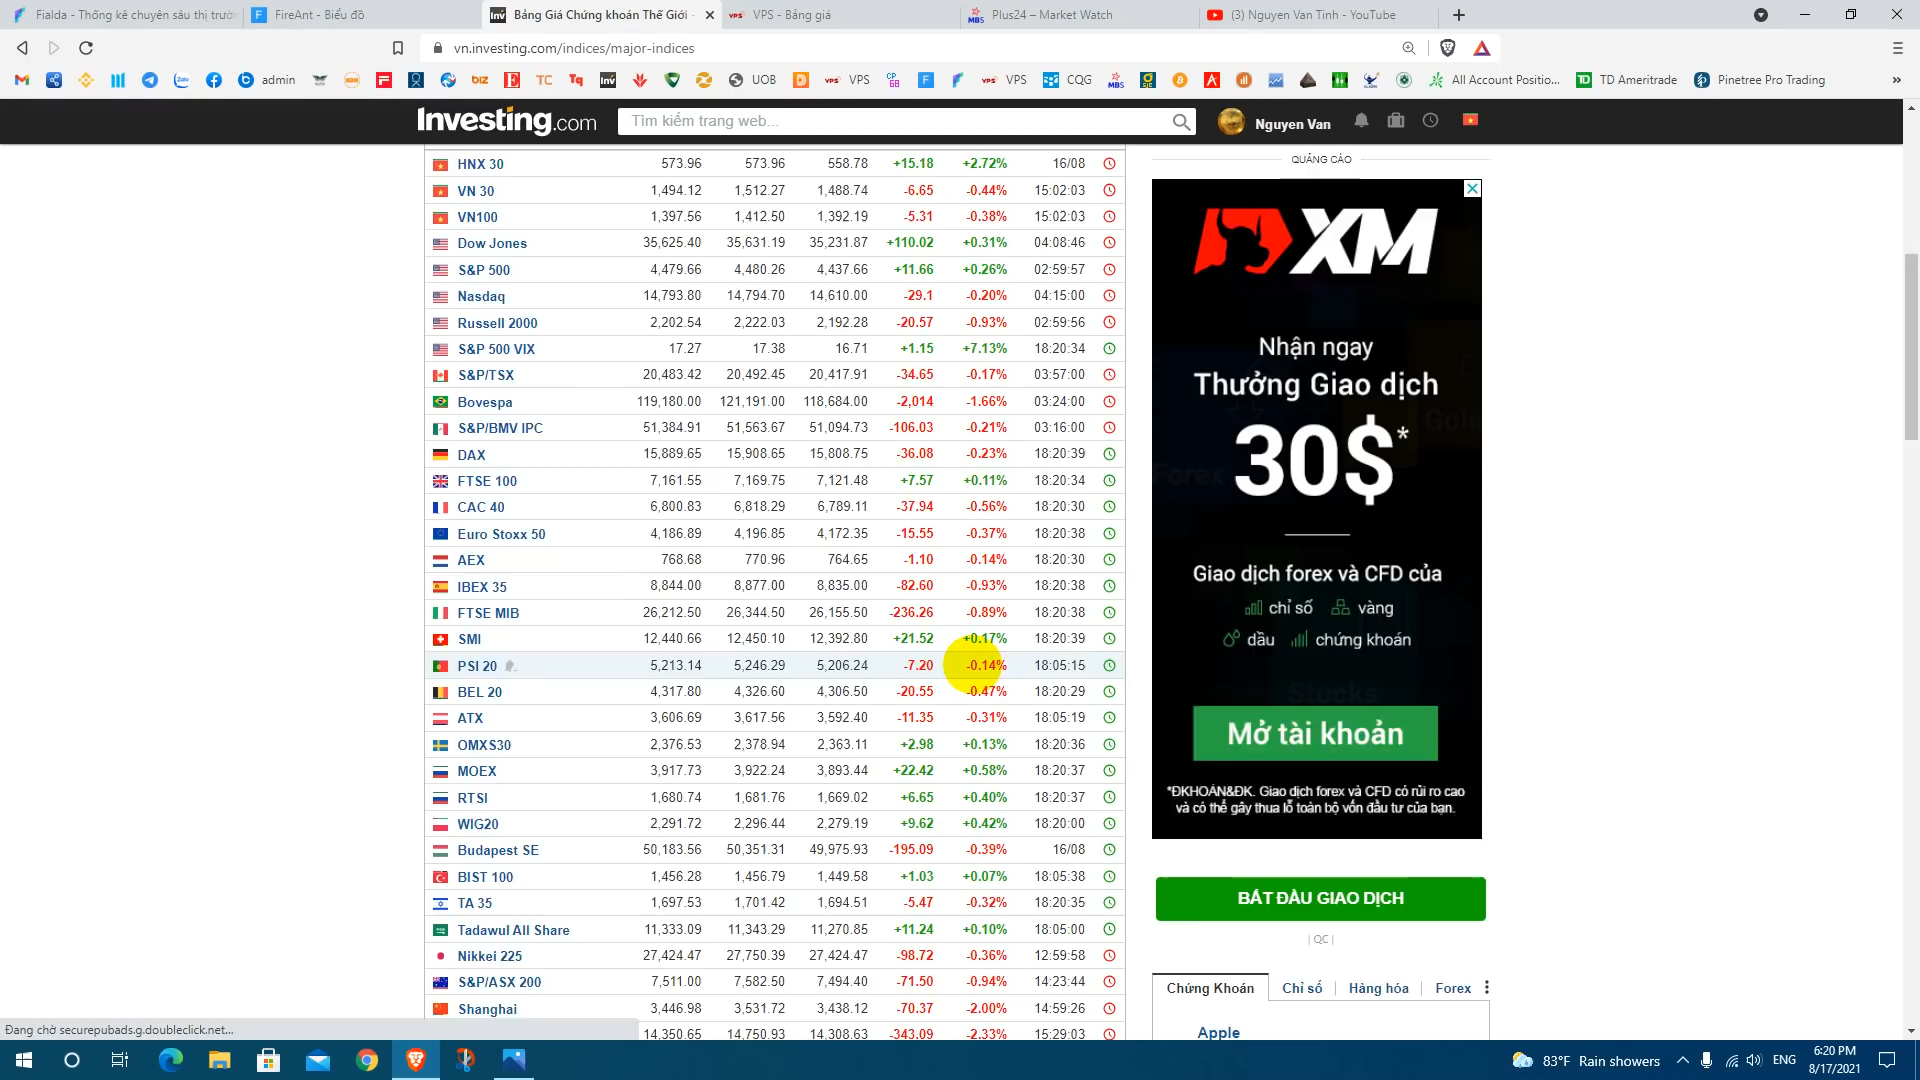 Fialda - Thống kê chuyên sâu thị trườ
FireAnt - Biểu đồ
Bảng Giá Chứng khoán Thế Giới -
VPS - Bảng giá
Plus24 – Market Watch
(3) Nguyen Van Tinh - YouTube
vn.investing.com/indices/major-indices
admin
UOB
VPS
VPS
CQG
All Account Positio...
TD Ameritrade
Pinetree Pro Trading
Investing.com
Tìm kiếm trang web...
Nguyen Van
HNX 30 573.96 573.96 558.78 +15.18 +2.72% 16/08
VN 30 1,494.12 1,512.27 1,488.74 -6.65 -0.44% 15:02:03
VN100 1,397.56 1,412.50 1,392.19 -5.31 -0.38% 15:02:03
Dow Jones 35,625.40 35,631.19 35,231.87 +110.02 +0.31% 04:08:46
S&P 500 4,479.66 4,480.26 4,437.66 +11.66 +0.26% 02:59:57
Nasdaq 14,793.80 14,794.70 14,610.00 -29.1 -0.20% 04:15:00
Russell 2000 2,202.54 2,222.03 2,192.28 -20.57 -0.93% 02:59:56
S&P 500 VIX 17.27 17.38 16.71 +1.15 +7.13% 18:20:34
S&P/TSX 20,483.42 20,492.45 20,417.91 -34.65 -0.17% 03:57:00
Bovespa 119,180.00 121,191.00 118,684.00 -2,014 -1.66% 03:24:00
S&P/BMV IPC 51,384.91 51,563.67 51,094.73 -106.03 -0.21% 03:16:00
DAX 15,889.65 15,908.65 15,808.75 -36.08 -0.23% 18:20:39
FTSE 100 7,161.55 7,169.75 7,121.48 +7.57 +0.11% 18:20:34
CAC 40 6,800.83 6,818.29 6,789.11 -37.94 -0.56% 18:20:30
Euro Stoxx 50 4,186.89 4,196.85 4,172.35 -15.55 -0.37% 18:20:38
AEX 768.68 770.96 764.65 -1.10 -0.14% 18:20:30
IBEX 35 8,844.00 8,877.00 8,835.00 -82.60 -0.93% 18:20:38
FTSE MIB 26,212.50 26,344.50 26,155.50 -236.26 -0.89% 18:20:38
SMI 12,440.66 12,450.10 12,392.80 +21.52 +0.17% 18:20:39
PSI 20 5,213.14 5,246.29 5,206.24 -7.20 -0.14% 18:05:15
BEL 20 4,317.80 4,326.60 4,306.50 -20.55 -0.47% 18:20:29
ATX 3,606.69 3,617.56 3,592.40 -11.35 -0.31% 18:05:19
OMXS30 2,376.53 2,378.94 2,363.11 +2.98 +0.13% 18:20:36
MOEX 3,917.73 3,922.24 3,893.44 +22.42 +0.58% 18:20:37
RTSI 1,680.74 1,681.76 1,669.02 +6.65 +0.40% 18:20:37
WIG20 2,291.72 2,296.44 2,279.19 +9.62 +0.42% 18:20:00
Budapest SE 50,183.56 50,351.31 49,975.93 -195.09 -0.39% 16/08
BIST 100 1,456.28 1,456.79 1,449.58 +1.03 +0.07% 18:05:38
TA 35 1,697.53 1,701.42 1,694.51 -5.47 -0.32% 18:20:35
Tadawul All Share 11,333.09 11,343.29 11,270.85 +11.24 +0.10% 18:05:00
Nikkei 225 27,424.47 27,750.39 27,424.47 -98.72 -0.36% 12:59:58
S&P/ASX 200 7,511.00 7,582.50 7,494.40 -71.50 -0.94% 14:23:44
Shanghai 3,446.98 3,531.72 3,438.12 -70.37 -2.00% 14:59:26
14,350.65 14,750.93 14,308.63 -343.09 -2.33% 15:29:03
QUẢNG CÁO
XM
Nhận ngay
Thưởng Giao dịch
30$*
Giao dịch forex và CFD của
chỉ số vàng
dầu chứng khoán
Stocks
Mở tài khoản
*ĐKHOẢN&ĐK. Giao dịch forex và CFD có rủi ro cao
và có thể gây thua lỗ toàn bộ vốn đầu tư của bạn.
BẮT ĐẦU GIAO DỊCH
| QC |
Chứng Khoán Chỉ số Hàng hóa Forex
Apple
Đang chờ securepubads.g.doubleclick.net...
83°F Rain showers
ENG
6:20 PM
8/17/2021